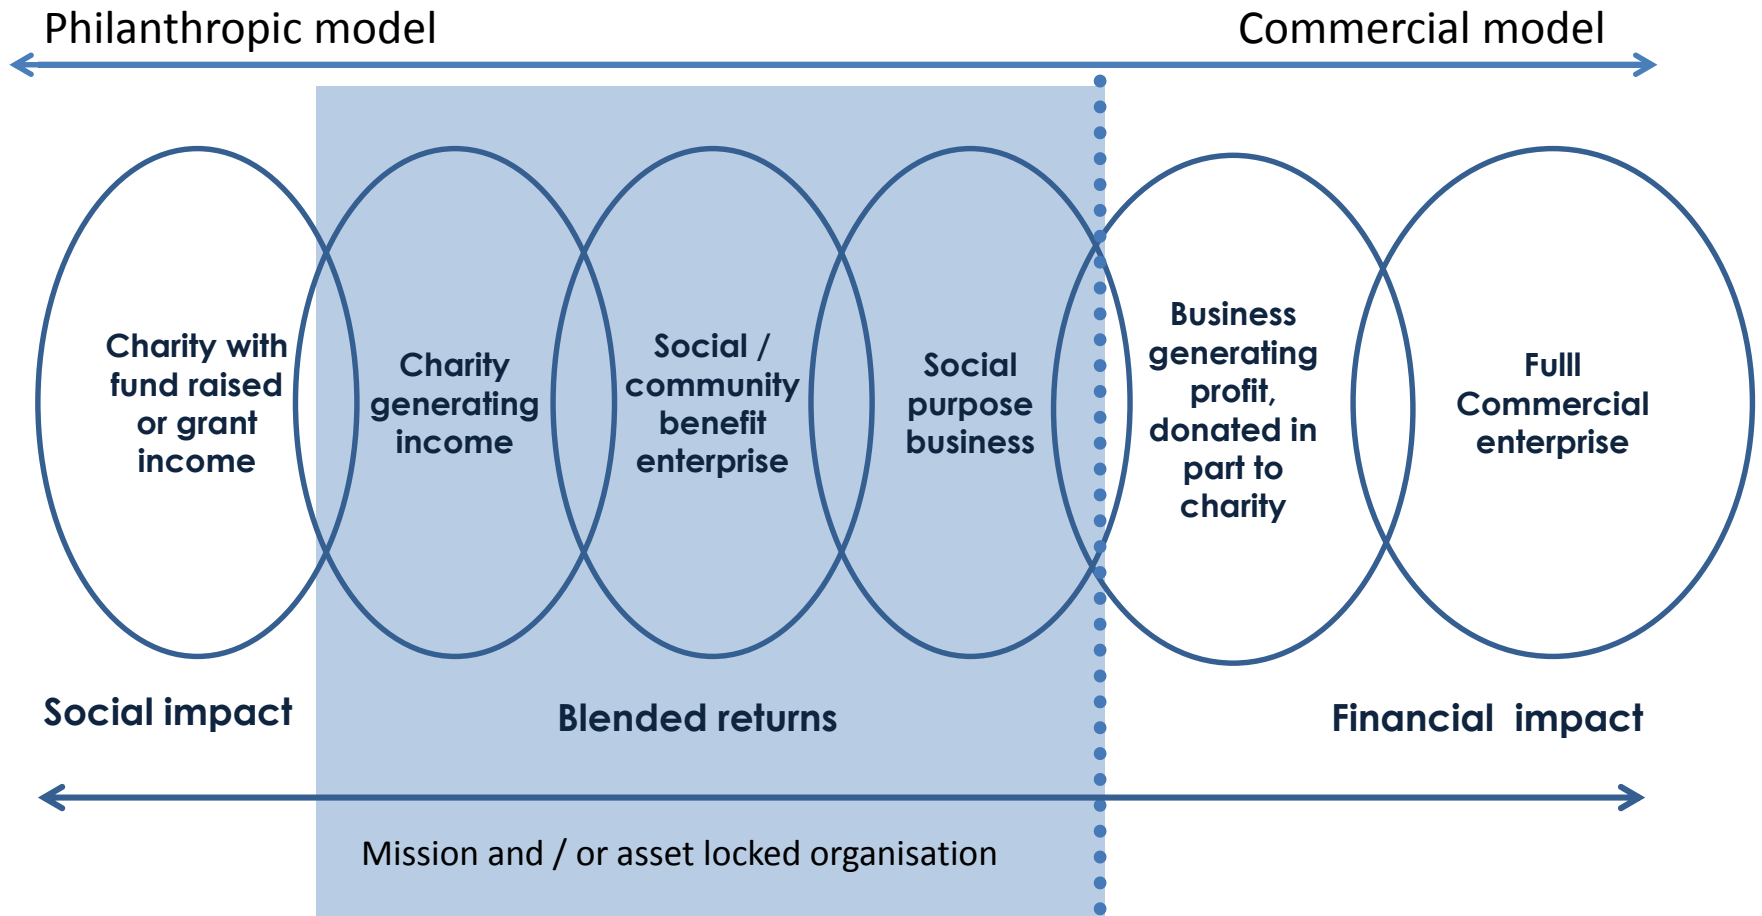 Philanthropic model
Commercial model
Charity with
fund raised
or grant
income
Charity
generating
income
Social /
community
benefit
enterprise
Social
purpose
business
Business
generating
profit,
donated in
part to
charity
Fulll
Commercial
enterprise
Social impact
Blended returns
Financial impact
Mission and / or asset locked organisation